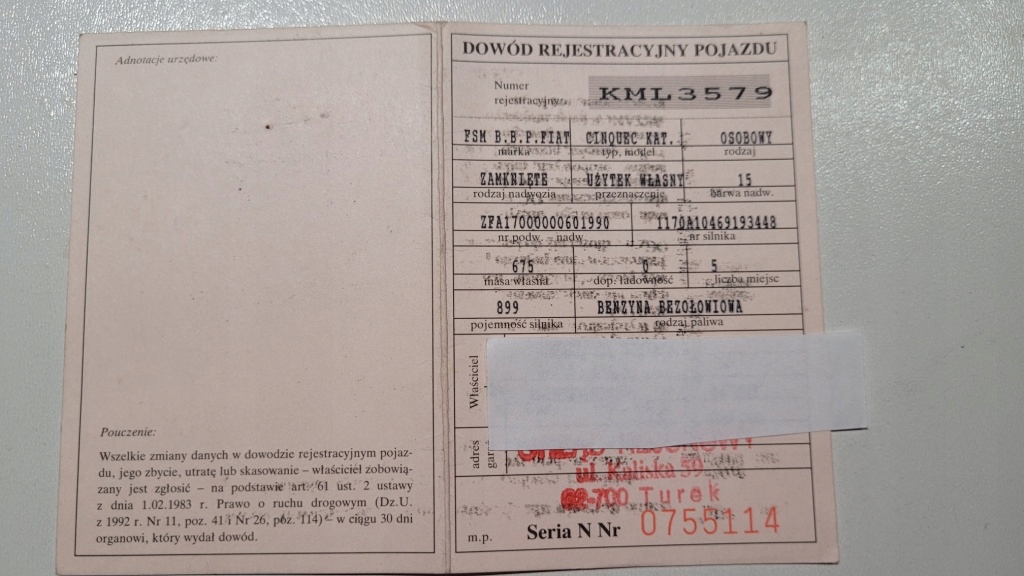 Adnotacje urzędowe:
Pouczenie:
Wszelkie zmiany danych w dowodzie rejestracyjnym pojaz-
du, jego zbycie, utratę lub skasowanie – właściciel zobowią-
zany jest zgłosić – na podstawie art. 61 ust. 2 ustawy
z dnia 1.02.1983 r. Prawo o ruchu drogowym (Dz.U.
z 1992 r. Nr 11, poz. 41 i Nr 26, poz. 114) – w ciągu 30 dni
organowi, który wydał dowód.
DOWÓD REJESTRACYJNY POJAZDU
Numer
rejestracyjny
KML3579
FSM B.B.P.FIAT CINQUEC KAT. OSOBOWY
marka typ, model rodzaj
ZAMKNIĘTE UŻYTEK WŁASNY 15
rodzaj nadwozia przeznaczenie barwa nadw.
ZFA17000000601990 1170A10469193448
nr podw. nadw. nr silnika
675 0 5
masa własna dop. ładowność liczba miejsc
899 BENZYNA BEZOŁOWIOWA
pojemność silnika rodzaj paliwa
Właściciel
adres
ul. Kaliska 59
62-700 Turek
m.p. Seria N Nr 0755114